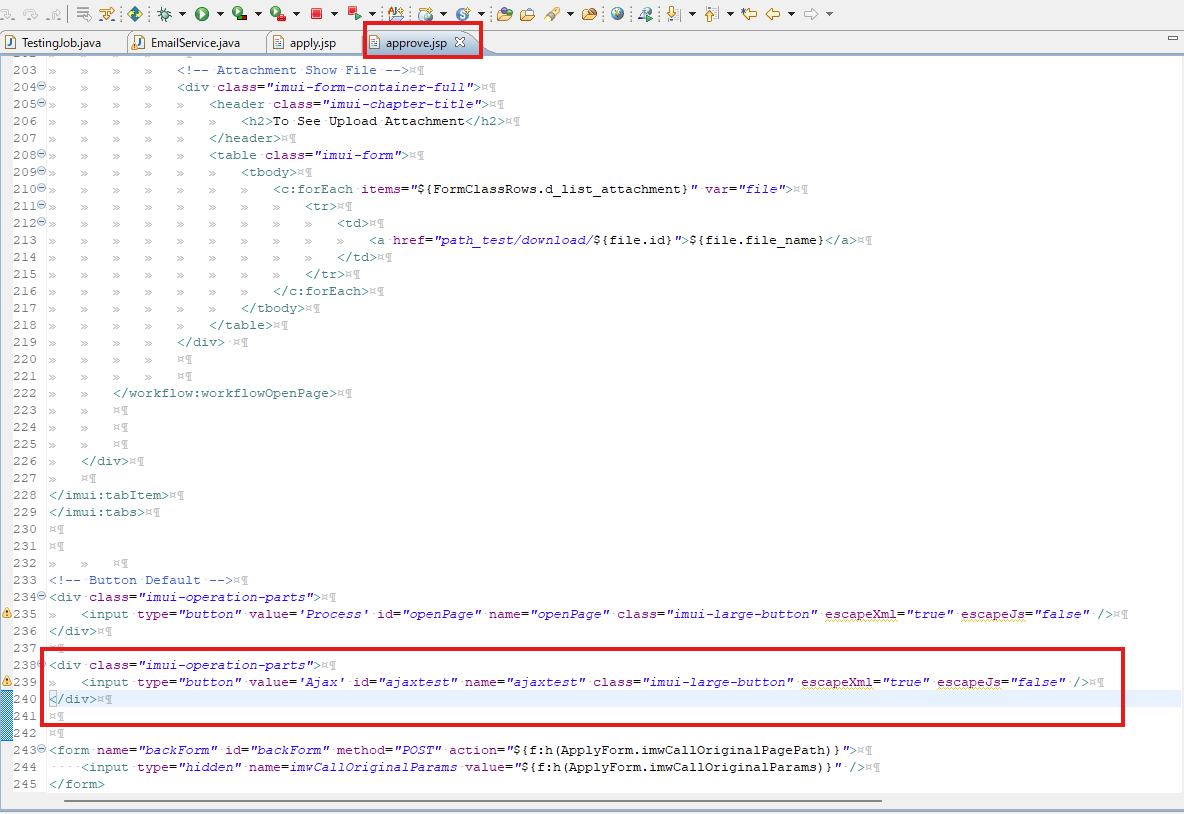 TestingJob.java EmailService.java apply.jsp approve.jsp
203 <!-- Attachment Show File -->
204 <div class="imui-form-container-full">
205 <header class="imui-chapter-title">
206 <h2>To See Upload Attachment</h2>
207 </header>
208 <table class="imui-form">
209 <tbody>
210 <c:forEach items="${FormClassRows.d_list_attachment}" var="file">
211 <tr>
212 <td>
213 <a href="path_test/download/${file.id}">${file.file_name}</a>
214 </td>
215 </tr>
216 </c:forEach>
217 </tbody>
218 </table>
219 </div>
220
221
222 </workflow:workflowOpenPage>
223
224
225
226 </div>
227
228 </imui:tabItem>
229 </imui:tabs>
230
231
232
233 <!-- Button Default -->
234 <div class="imui-operation-parts">
235 <input type="button" value='Process' id="openPage" name="openPage" class="imui-large-button" escapeXml="true" escapeJs="false" />
236 </div>
237
238 <div class="imui-operation-parts">
239 <input type="button" value='Ajax' id="ajaxtest" name="ajaxtest" class="imui-large-button" escapeXml="true" escapeJs="false" />
240 </div>
241
242
243 <form name="backForm" id="backForm" method="POST" action="${f:h(ApplyForm.imwCallOriginalPagePath)}">
244 <input type="hidden" name=imwCallOriginalParams value="${f:h(ApplyForm.imwCallOriginalParams)}" />
245 </form>